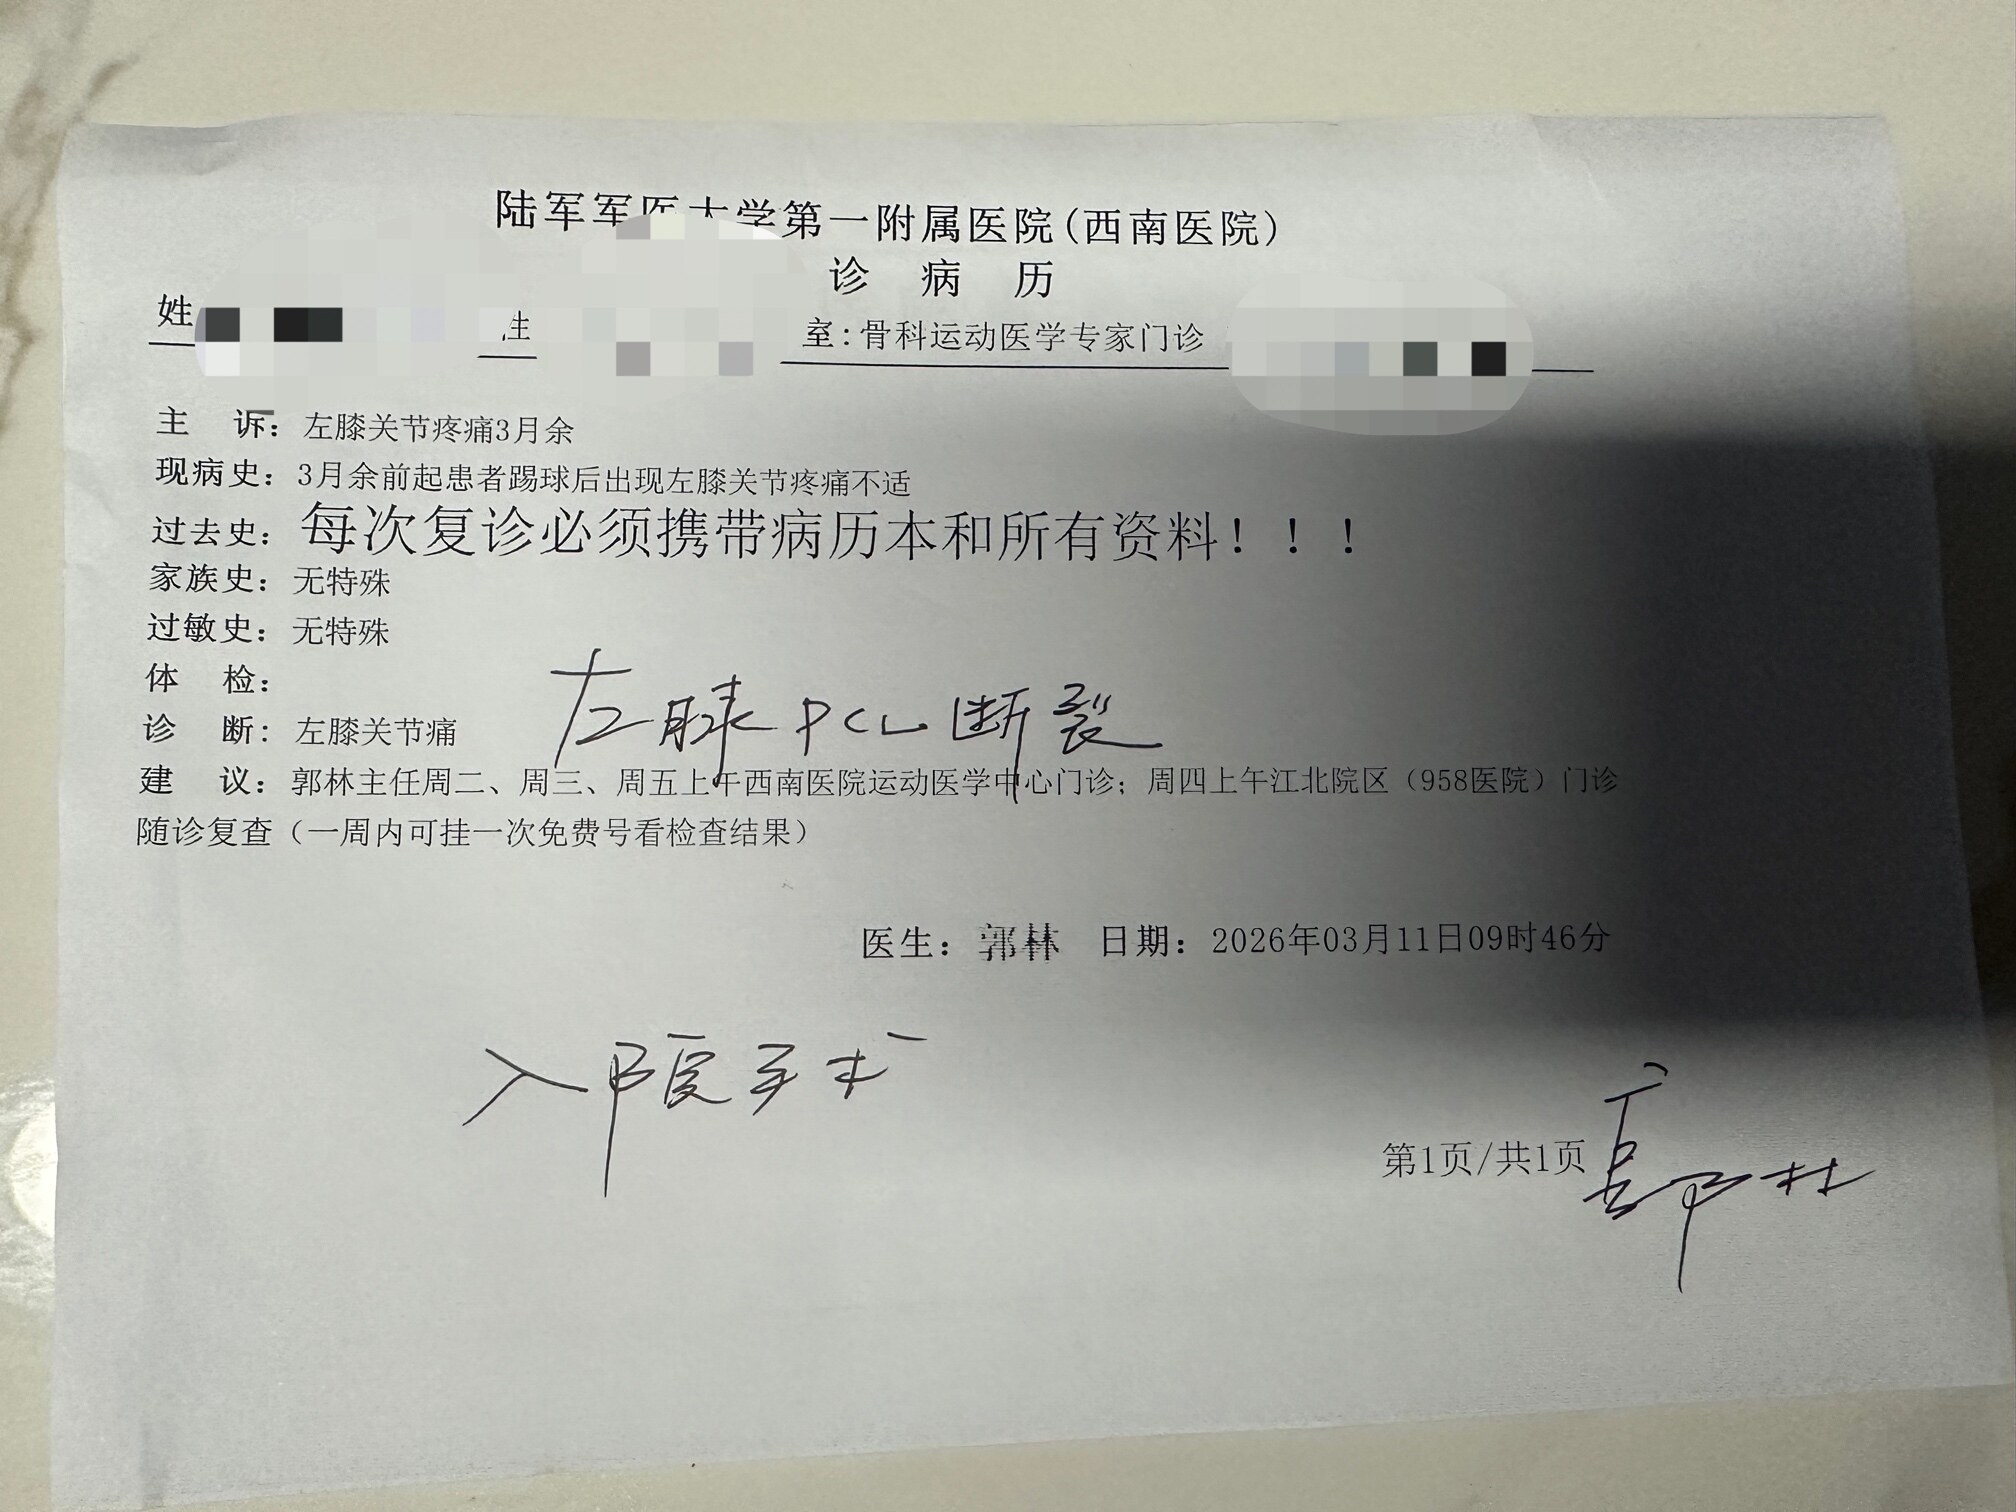 陆军军医大学第一附属医院(西南医院)
诊 病 历
姓 性 室:骨科运动医学专家门诊
主 诉:左膝关节疼痛3月余
现病史:3月余前起患者踢球后出现左膝关节疼痛不适
过去史:每次复诊必须携带病历本和所有资料!!!
家族史:无特殊
过敏史:无特殊
体 检:
左膝PCL断裂
诊 断:左膝关节痛
建 议:郭林主任周二、周三、周五上午西南医院运动医学中心门诊;周四上午江北院区(958医院)门诊
随诊复查(一周内可挂一次免费号看检查结果)
医生:郭林 日期:2026年03月11日09时46分
入院手术
第1页/共1页 郭林